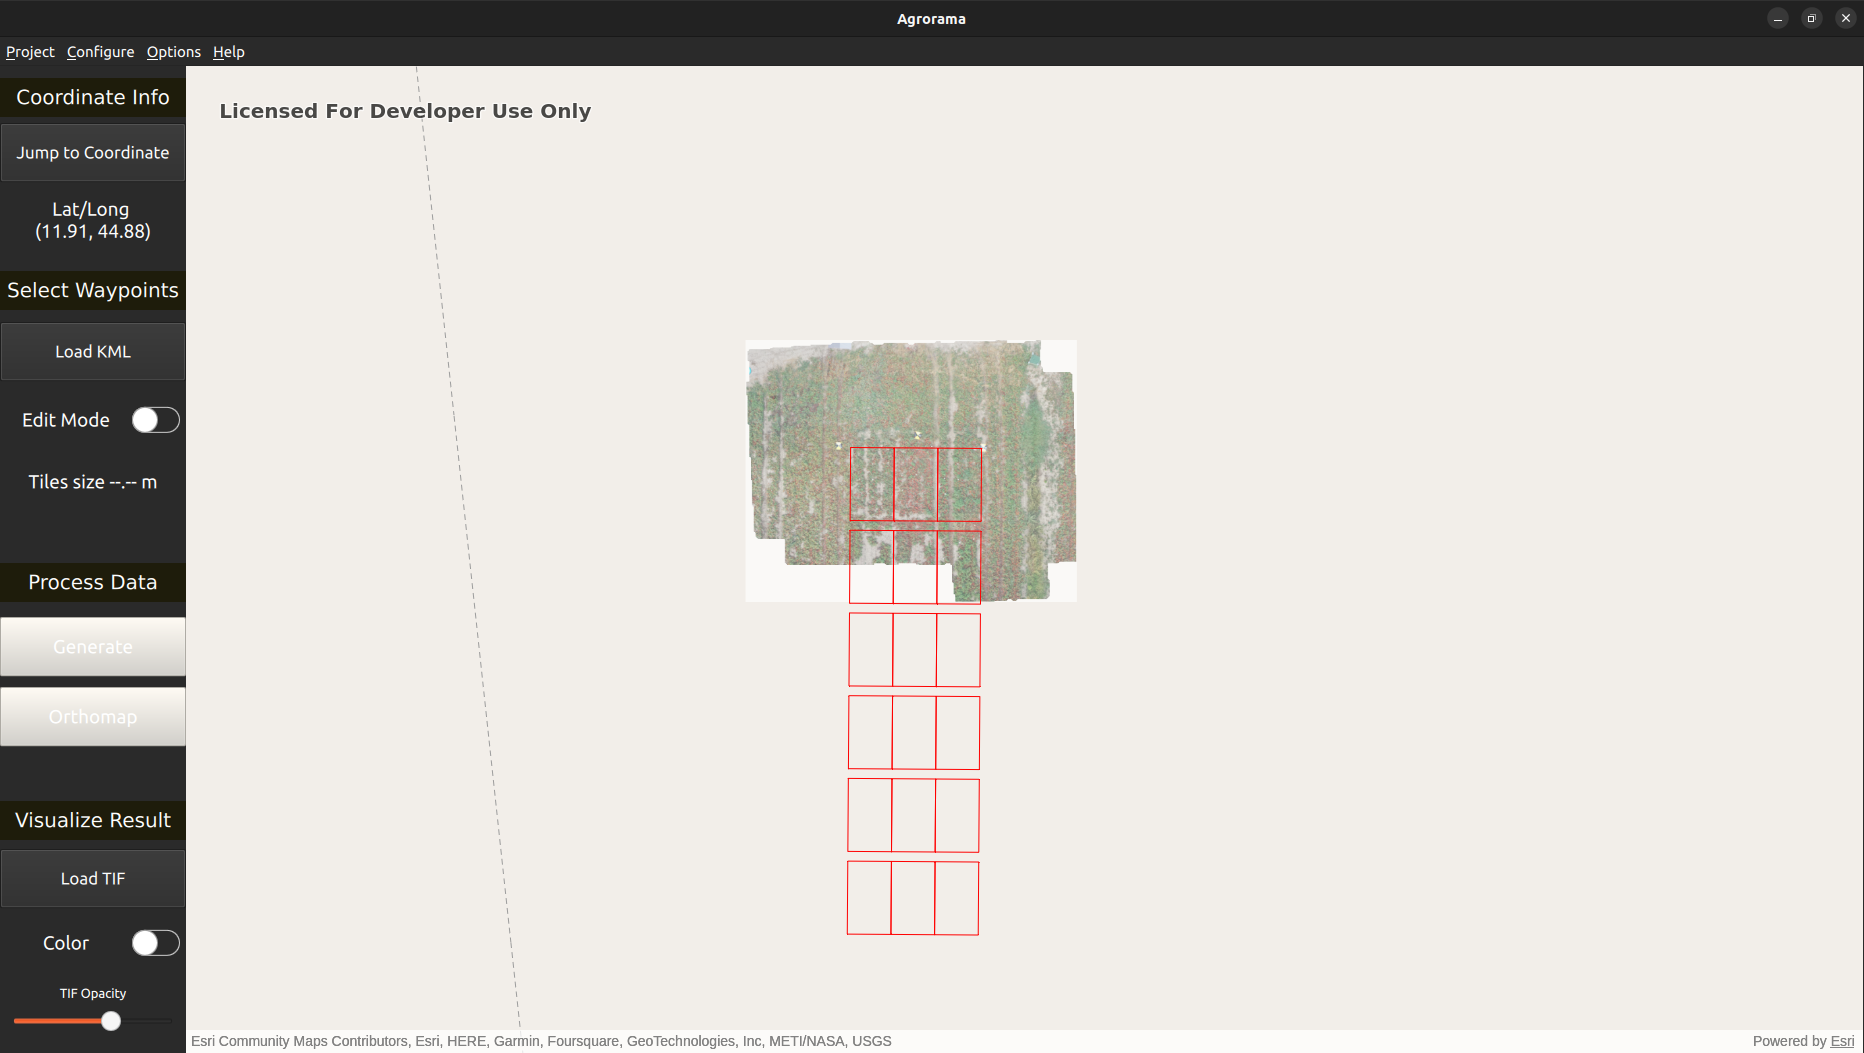 Agrorama
Project Configure Options Help
Coordinate Info
Jump to Coordinate
Lat/Long
(11.91, 44.88)
Select Waypoints
Load KML
Edit Mode
Tiles size --.-- m
Process Data
Generate
Orthomap
Visualize Result
Load TIF
Color
TIF Opacity
Licensed For Developer Use Only
Esri Community Maps Contributors, Esri, HERE, Garmin, Foursquare, GeoTechnologies, Inc, METI/NASA, USGS
Powered by Esri